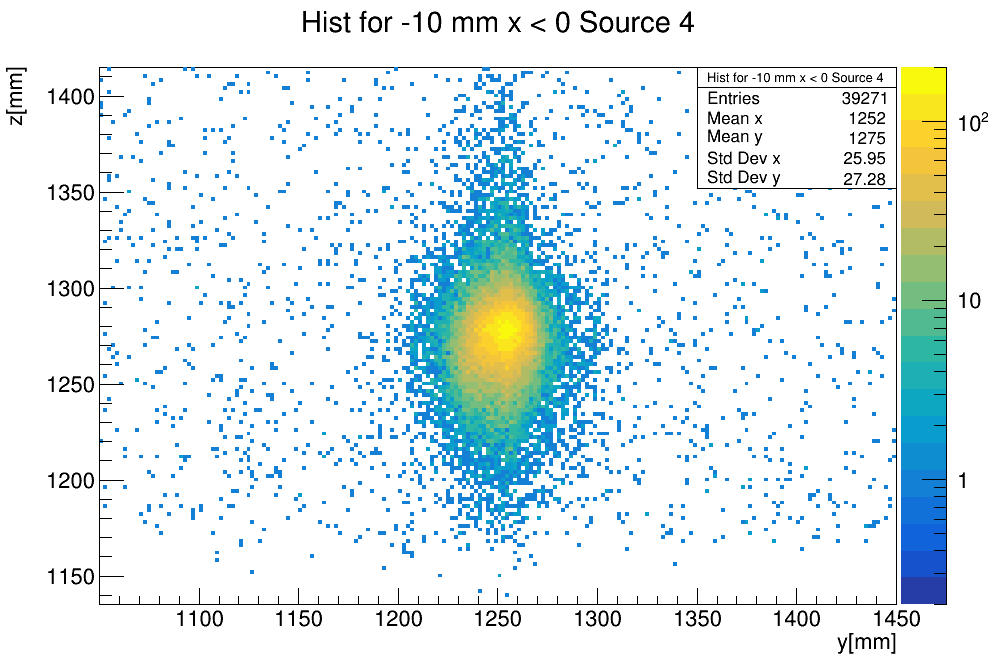 Hist for -10 mm x < 0 Source 4
z[mm]
Hist for -10 mm x < 0 Source 4
Entries 39271
Mean x 1252
Mean y 1275
Std Dev x 25.95
Std Dev y 27.28
1400
1350
1300
1250
1200
1150
1100 1150 1200 1250 1300 1350 1400 1450
y[mm]
10²
10
1